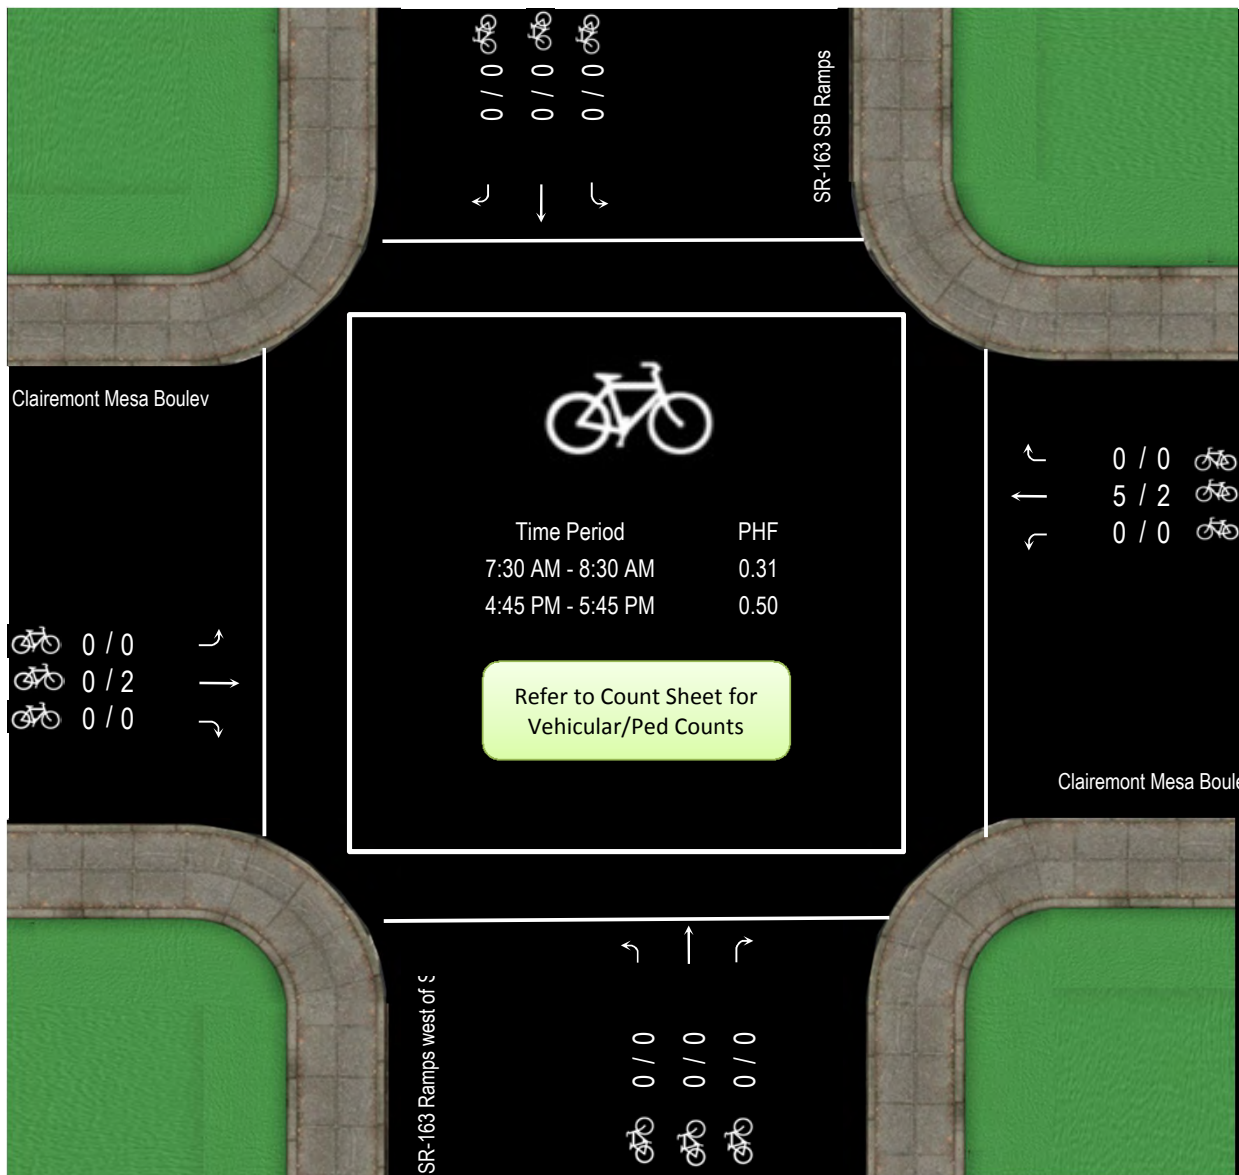 0 / 0
0 / 0
0 / 0
SR-163 SB Ramps
Clairemont Mesa Boulev
0 / 0
5 / 2
0 / 0
Time Period PHF
7:30 AM - 8:30 AM 0.31
4:45 PM - 5:45 PM 0.50
0 / 0
0 / 2
0 / 0
Refer to Count Sheet for
Vehicular/Ped Counts
Clairemont Mesa Boule
SR-163 Ramps west of S
0 / 0
0 / 0
0 / 0